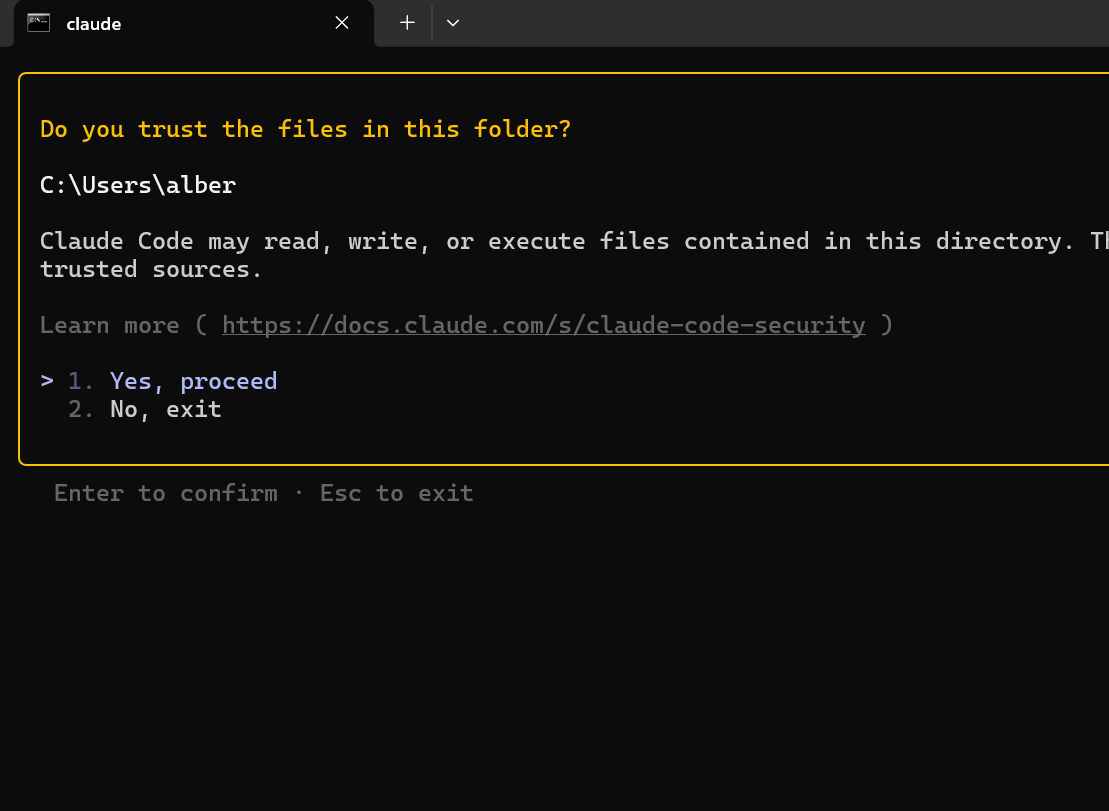 claude
Do you trust the files in this folder?
C:\Users\alber
Claude Code may read, write, or execute files contained in this directory.
trusted sources.
Learn more ( https://docs.claude.com/s/claude-code-security )
> 1. Yes, proceed
2. No, exit
Enter to confirm · Esc to exit